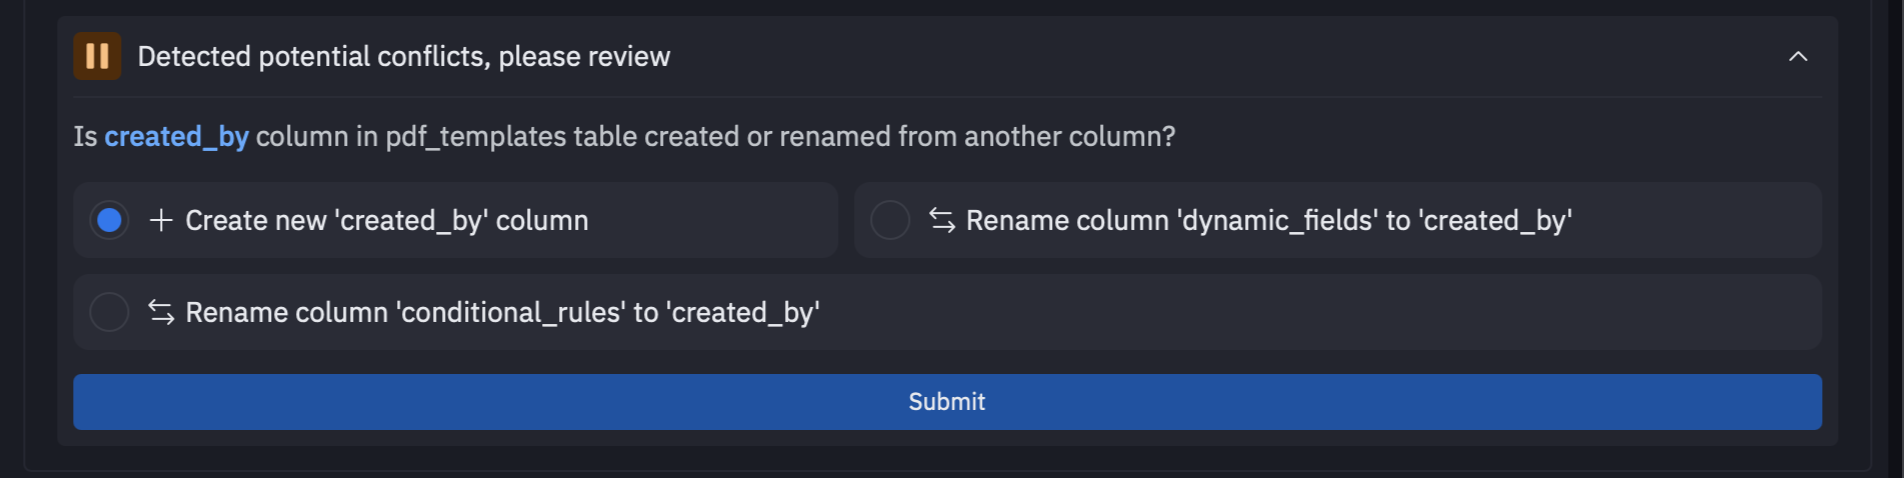 Detected potential conflicts, please review
Is created_by column in pdf_templates table created or renamed from another column?
Create new 'created_by' column
Rename column 'dynamic_fields' to 'created_by'
Rename column 'conditional_rules' to 'created_by'
Submit